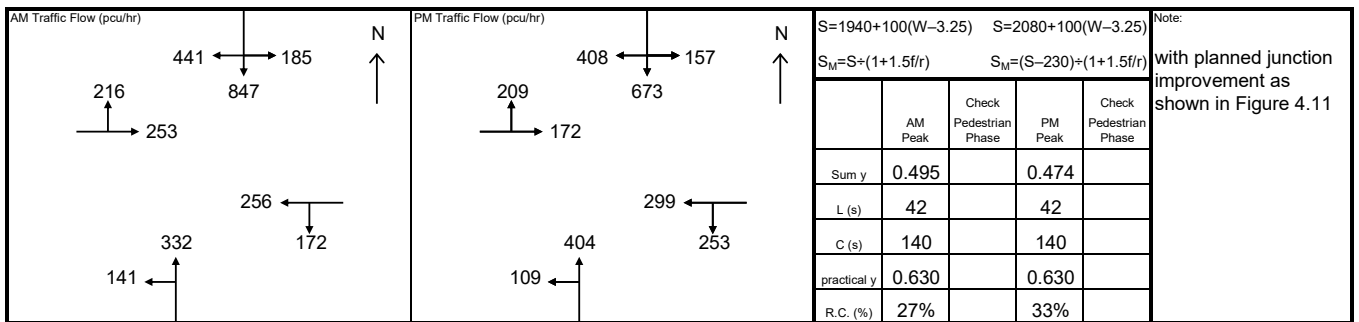 AM Traffic Flow (pcu/hr)
N
441 185
847
216
253
256
172
332
141
PM Traffic Flow (pcu/hr)
N
408 157
673
209
172
299
253
404
109
S=1940+100(W–3.25) S=2080+100(W–3.25)
S_M=S÷(1+1.5f/r) S_M=(S–230)÷(1+1.5f/r)
AM Peak Check Pedestrian Phase PM Peak Check Pedestrian Phase
Sum y 0.495 0.474
L (s) 42 42
C (s) 140 140
practical y 0.630 0.630
R.C. (%) 27% 33%
Note:
with planned junction
improvement as
shown in Figure 4.11